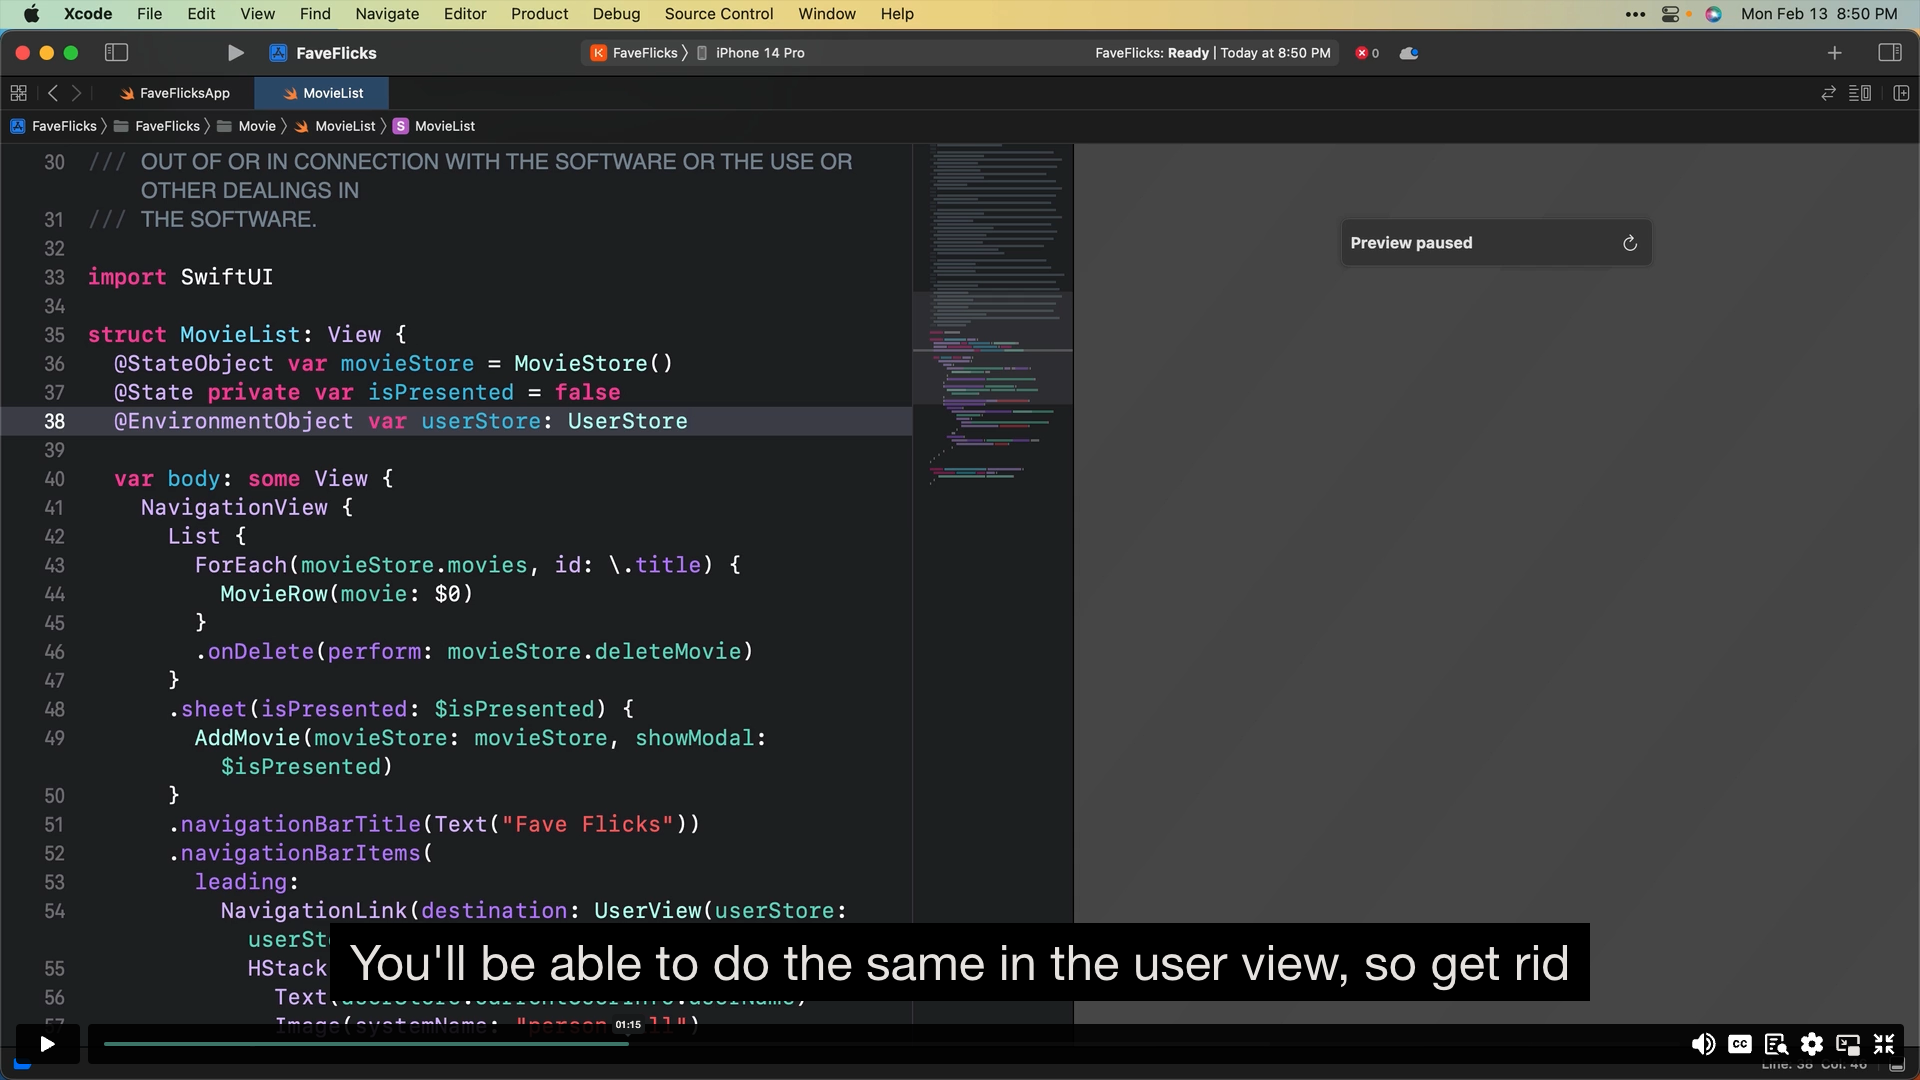 Xcode File Edit View Find Navigate Editor Product Debug Source Control Window Help Mon Feb 13 8:50 PM
FaveFlicks FaveFlicks iPhone 14 Pro FaveFlicks: Ready | Today at 8:50 PM 0
FaveFlicksApp MovieList
FaveFlicks FaveFlicks Movie MovieList S MovieList
30 /// OUT OF OR IN CONNECTION WITH THE SOFTWARE OR THE USE OR
OTHER DEALINGS IN
31 /// THE SOFTWARE.
32
33 import SwiftUI
34
35 struct MovieList: View {
36 @StateObject var movieStore = MovieStore()
37 @State private var isPresented = false
38 @EnvironmentObject var userStore: UserStore
39
40 var body: some View {
41 NavigationView {
42 List {
43 ForEach(movieStore.movies, id: \.title) {
44 MovieRow(movie: $0)
45 }
46 .onDelete(perform: movieStore.deleteMovie)
47 }
48 .sheet(isPresented: $isPresented) {
49 AddMovie(movieStore: movieStore, showModal:
$isPresented)
50 }
51 .navigationBarTitle(Text("Fave Flicks"))
52 .navigationBarItems(
53 leading:
54 NavigationLink(destination: UserView(userStore:
55 HStack
56 Text(userStore.currentUserInfo.userName)
57 Image(systemName:
Preview paused
You'll be able to do the same in the user view, so get rid
01:15
CC
Line: 38 Col: 46